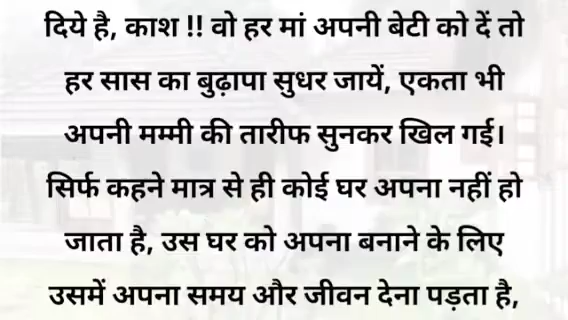 दिये है, काश !! वो हर मां अपनी बेटी को दें तो
हर सास का बुढ़ापा सुधर जायें, एकता भी
अपनी मम्मी की तारीफ सुनकर खिल गई।
सिर्फ कहने मात्र से ही कोई घर अपना नहीं हो
जाता है, उस घर को अपना बनाने के लिए
उसमें अपना समय और जीवन देना पड़ता है,